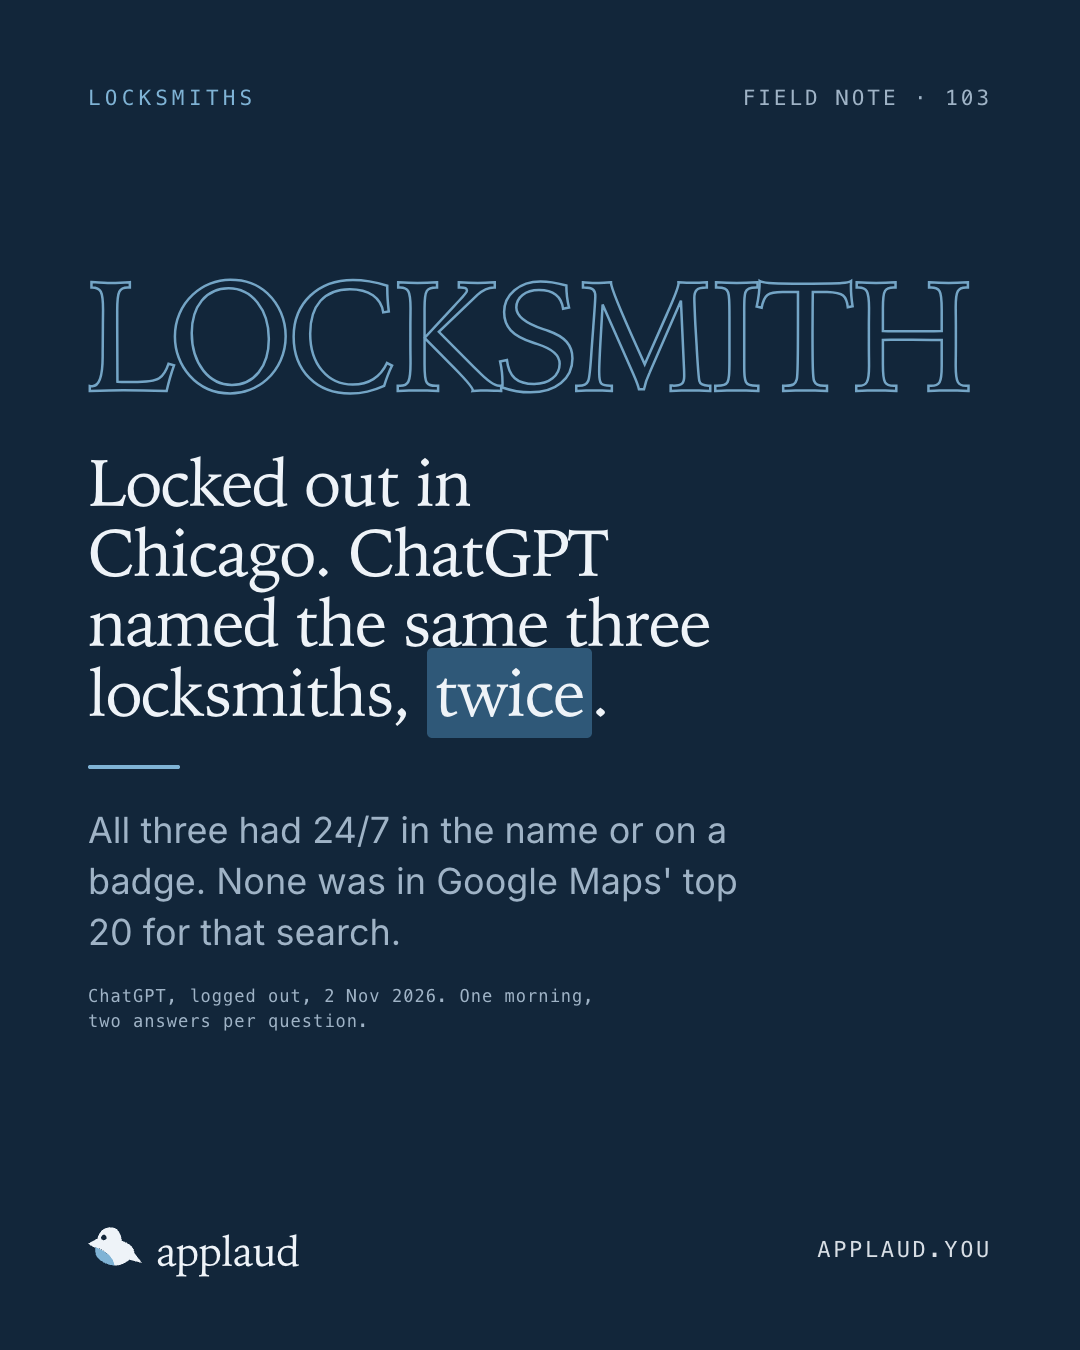 LOCKSMITHS
FIELD NOTE · 103
LOCKSMITH
Locked out in
Chicago. ChatGPT
named the same three
locksmiths, twice.
All three had 24/7 in the name or on a
badge. None was in Google Maps' top
20 for that search.
ChatGPT, logged out, 2 Nov 2026. One morning,
two answers per question.
applaud
APPLAUD.YOU